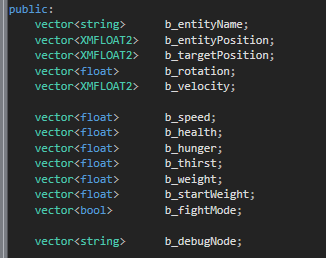 public:
vector<string> b_entityName;
vector<XMFLOAT2> b_entityPosition;
vector<XMFLOAT2> b_targetPosition;
vector<float> b_rotation;
vector<XMFLOAT2> b_velocity;
vector<float> b_speed;
vector<float> b_health;
vector<float> b_hunger;
vector<float> b_thirst;
vector<float> b_weight;
vector<float> b_startWeight;
vector<bool> b_fightMode;
vector<string> b_debugNode;